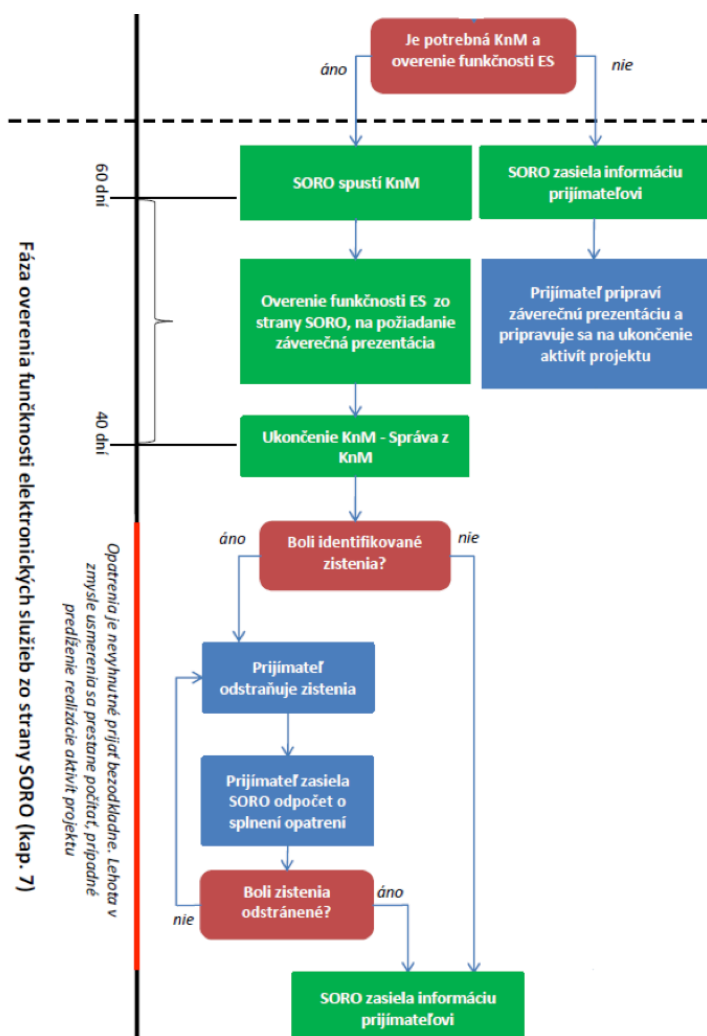 Je potrebná KnM a
overenie funkčnosti ES
áno
nie
60 dní
SORO spustí KnM
SORO zasiela informáciu
prijímateľovi
Overenie funkčnosti ES zo
strany SORO, na požiadanie
záverečná prezentácia
Prijímateľ pripraví
záverečnú prezentáciu a
pripravuje sa na ukončenie
aktivít projektu
40 dní
Ukončenie KnM - Správa z
KnM
Fáza overenia funčknosti elektronických služieb zo strany SORO (kap. 7)
áno
Boli identifikované
zistenia?
nie
Opatrenia je nevyhnutné prijať bezodkladne. Lehota v
zmysle usmerenia sa prestane počítať, prípadné
predĺženie realizácie aktivít projektu
Prijímateľ
odstraňuje zistenia
Prijímateľ zasiela
SORO odpočet o
splnení opatrení
Boli zistenia
odstránené?
áno
nie
SORO zasiela informáciu
prijímateľovi